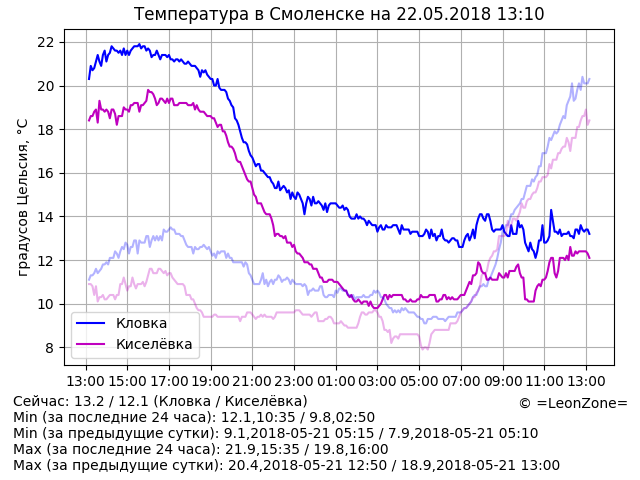 Температура в Смоленске на 22.05.2018 13:10
градусов Цельсия, °C
22
20
18
16
14
12
10
8
Кловка
Киселёвка
13:00 15:00 17:00 19:00 21:00 23:00 01:00 03:00 05:00 07:00 09:00 11:00 13:00
Сейчас: 13.2 / 12.1 (Кловка / Киселёвка)
© =LeonZone=
Min (за последние 24 часа): 12.1,10:35 / 9.8,02:50
Min (за предыдущие сутки): 9.1,2018-05-21 05:15 / 7.9,2018-05-21 05:10
Max (за последние 24 часа): 21.9,15:35 / 19.8,16:00
Max (за предыдущие сутки): 20.4,2018-05-21 12:50 / 18.9,2018-05-21 13:00